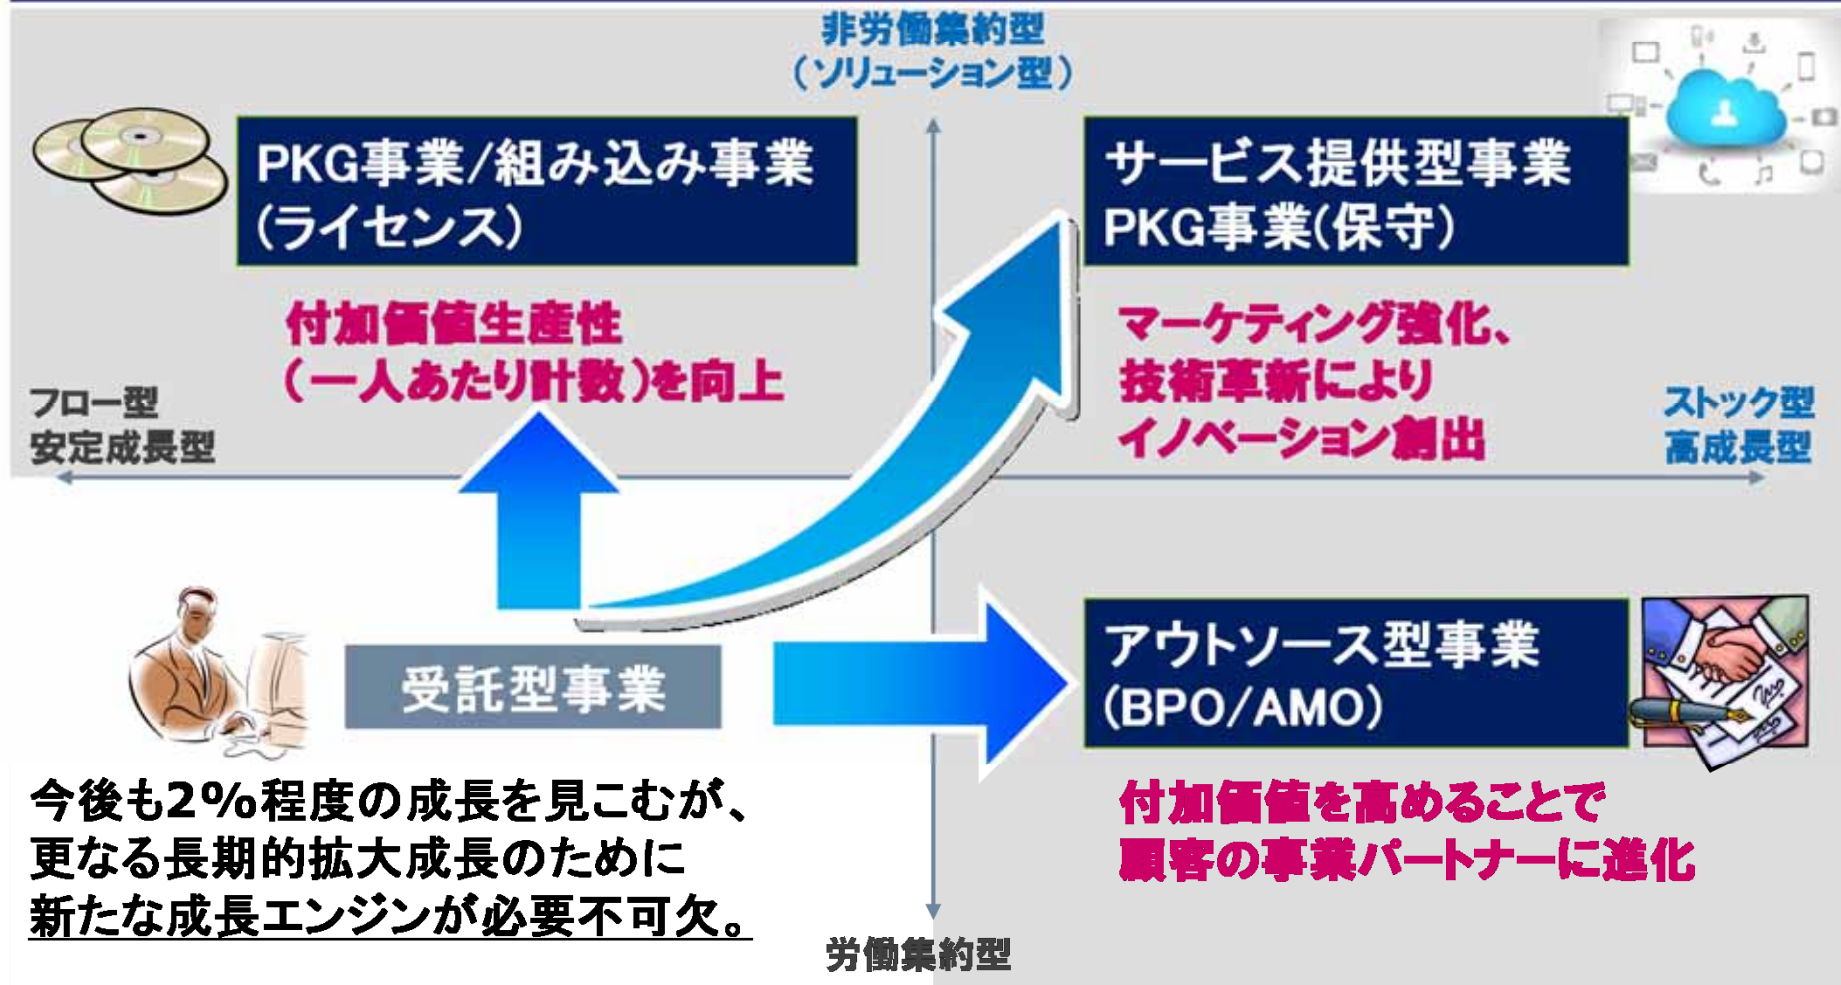 非労働集約型
(ソリューション型)
PKG事業/組み込み事業
(ライセンス)
サービス提供型事業
PKG事業(保守)
付加価値生産性
(一人あたり計数)を向上
マーケティング強化、
技術革新により
イノベーション創出
フロー型
安定成長型
ストック型
高成長型
受託型事業
アウトソース型事業
(BPO/AMO)
今後も2%程度の成長を見こむが、
更なる長期的拡大成長のために
新たな成長エンジンが必要不可欠。
付加価値を高めることで
顧客の事業パートナーに進化
労働集約型